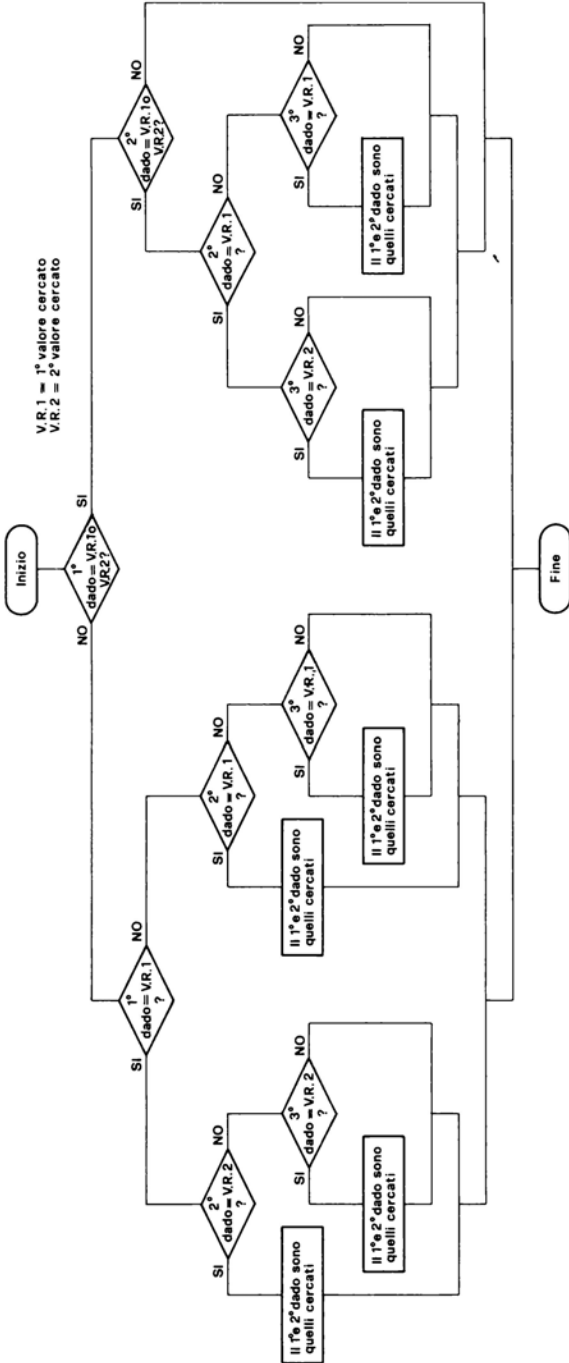 Inizio
V.R.1 = 1° valore cercato
V.R.2 = 2° valore cercato
1°
dado = V.R.1o
V.R.2?
NO
SI
1°
dado = V.R.1
?
SI
NO
2°
dado = V.R.1o
V.R.2?
SI
NO
2°
dado = V.R.2
?
SI
NO
2°
dado = V.R.1
?
SI
NO
2°
dado = V.R.1
?
SI
NO
Il 1° e 2° dado sono
quelli cercati
3°
dado = V.R.2
?
SI
NO
Il 1° e 2° dado sono
quelli cercati
3°
dado = V.R.,1
?
SI
NO
3°
dado = V.R.2
?
SI
NO
3°
dado = V.R.1
?
SI
NO
Il 1° e 2° dado sono
quelli cercati
Il 1° e 2° dado sono
quelli cercati
Il 1° e 2° dado sono
quelli cercati
Il 1° e 2° dado sono
quelli cercati
Fine